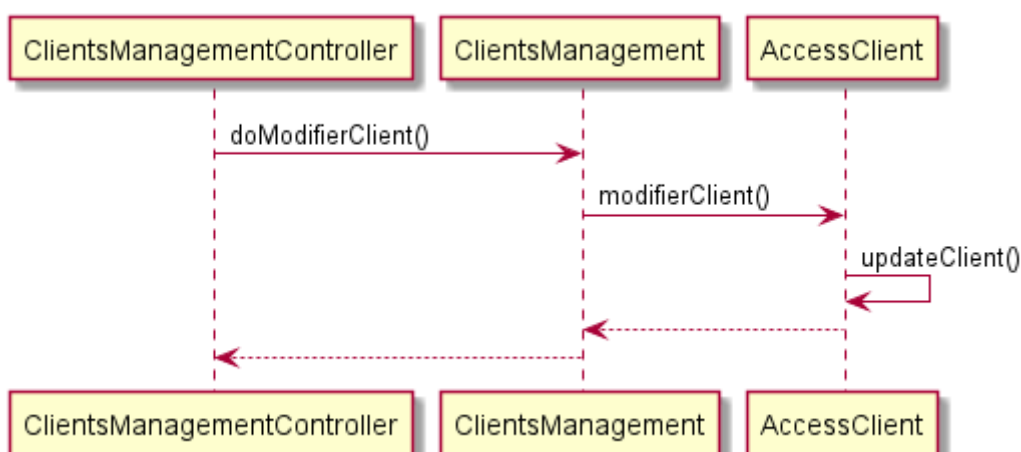 ClientsManagementController
ClientsManagement
AccessClient
doModifierClient()
modifierClient()
updateClient()
ClientsManagementController
ClientsManagement
AccessClient